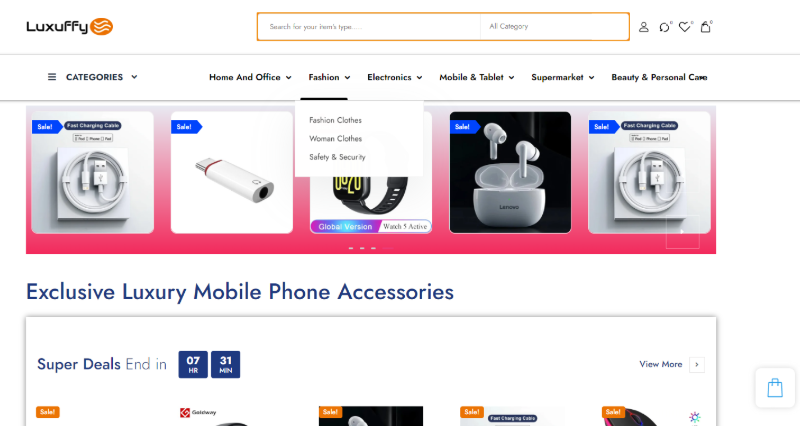 Luxuffy
Search for your item's type.....
All Category
0
0
0
CATEGORIES
Home And Office
Fashion
Electronics
Mobile & Tablet
Supermarket
Beauty & Personal Care
Fashion Clothes
Woman Clothes
Safety & Security
Sale!
Fast Charging Cable
Sale!
Global Version
Watch 5 Active
Sale!
Lenovo
Sale!
Fast Charging Cable
Exclusive Luxury Mobile Phone Accessories
Super Deals End in
07
HR
31
MIN
View More
Sale!
Goldway
Sale!
Sale!
Fast Charging Cable
Sale!